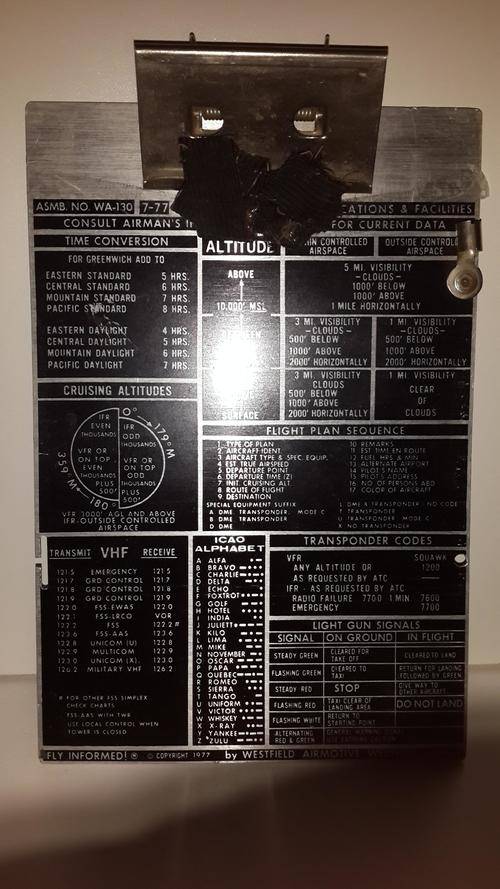 ASMB. NO. WA-130 7-77 CATIONS & FACILITIES
CONSULT AIRMAN'S FOR CURRENT DATA
TIME CONVERSION
FOR GREENWICH ADD TO
EASTERN STANDARD 5 HRS.
CENTRAL STANDARD 6 HRS.
MOUNTAIN STANDARD 7 HRS.
PACIFIC STANDARD 8 HRS.
EASTERN DAYLIGHT 4 HRS.
CENTRAL DAYLIGHT 5 HRS.
MOUNTAIN DAYLIGHT 6 HRS.
PACIFIC DAYLIGHT 7 HRS.
ALTITUDE
IN CONTROLLED AIRSPACE
OUTSIDE CONTROLLED AIRSPACE
ABOVE
10,000' MSL
5 MI. VISIBILITY
-CLOUDS-
1000' BELOW
1000' ABOVE
1 MILE HORIZONTALLY
3 MI. VISIBILITY
-CLOUDS-
500' BELOW
1000' ABOVE
2000' HORIZONTALLY
1 MI. VISIBILITY
-CLOUDS-
500' BELOW
1000' ABOVE
2000' HORIZONTALLY
SURFACE
3 MI. VISIBILITY
CLOUDS
500' BELOW
1000' ABOVE
2000' HORIZONTALLY
1 MI. VISIBILITY
CLEAR
OF
CLOUDS
CRUISING ALTITUDES
0° 179°M
359°M 180°
IFR
EVEN
THOUSANDS
VFR OR
ON TOP
EVEN
THOUSANDS
PLUS
500'
IFR
ODD
THOUSANDS
VFR OR
ON TOP
ODD
THOUSANDS
PLUS
500'
VFR 3000' AGL AND ABOVE
IFR-OUTSIDE CONTROLLED
AIRSPACE
FLIGHT PLAN SEQUENCE
1 TYPE OF PLAN
2 AIRCRAFT IDENT
3 AIRCRAFT TYPE & SPEC. EQUIP.
4 EST TRUE AIRSPEED
5 DEPARTURE POINT
6 DEPARTURE TIME (Z)
7 INIT. CRUISING ALT.
8 ROUTE OF FLIGHT
9 DESTINATION
10 REMARKS
11 EST TIME EN ROUTE
12 FUEL HRS & MIN
13 ALTERNATE AIRPORT
14 PILOT'S NAME
15 PILOT'S ADDRESS
16 NO OF PERSONS ABD
17 COLOR OF AIRCRAFT
SPECIAL EQUIPMENT SUFFIX
A DME TRANSPONDER MODE C
B DME TRANSPONDER
D DME
L DME & TRANSPONDER - NO CODE
T TRANSPONDER
U TRANSPONDER MODE C
X NO TRANSPONDER
TRANSMIT VHF RECEIVE
121.5 EMERGENCY 121.5
121.7 GRD CONTROL 121.7
121.8 GRD CONTROL 121.8
121.9 GRD CONTROL 121.9
122.0 FSS-EWAS 122.0
122.1 FSS-LRCO VOR
122.2 FSS 122.2#
123.6 FSS-AAS 123.6
122.8 UNICOM (U) 122.8
122.9 MULTICOM 122.9
123.0 UNICOM (X) 123.0
126.2 MILITARY VHF 126.2
# FOR OTHER FSS SIMPLEX
CHECK CHARTS
FSS-AAS WITH TWR
USE LOCAL CONTROL WHEN
TOWER IS CLOSED
ICAO
ALPHABET
A ALFA
B BRAVO
C CHARLIE
D DELTA
E ECHO
F FOXTROT
G GOLF
H HOTEL
I INDIA
J JULIETT
K KILO
L LIMA
M MIKE
N NOVEMBER
O OSCAR
P PAPA
Q QUEBEC
R ROMEO
S SIERRA
T TANGO
U UNIFORM
V VICTOR
W WHISKEY
X X-RAY
Y YANKEE
Z ZULU
TRANSPONDER CODES
VFR SQUAWK
ANY ALTITUDE OR 1200
AS REQUESTED BY ATC
IFR - AS REQUESTED BY ATC
RADIO FAILURE 7700 1 MIN. 7600
EMERGENCY 7700
LIGHT GUN SIGNALS
SIGNAL ON GROUND IN FLIGHT
STEADY GREEN CLEARED FOR TAKE OFF CLEARED TO LAND
FLASHING GREEN CLEARED TO TAXI RETURN FOR LANDING FOLLOWED BY GREEN
STEADY RED STOP GIVE WAY TO OTHER AIRCRAFT
FLASHING RED TAXI CLEAR OF LANDING AREA DO NOT LAND
FLASHING WHITE RETURN TO STARTING POINT
ALTERNATING RED & GREEN GENERAL WARNING
FLY INFORMED! ® © COPYRIGHT 1977 by WESTFIELD AIRMOTIVE